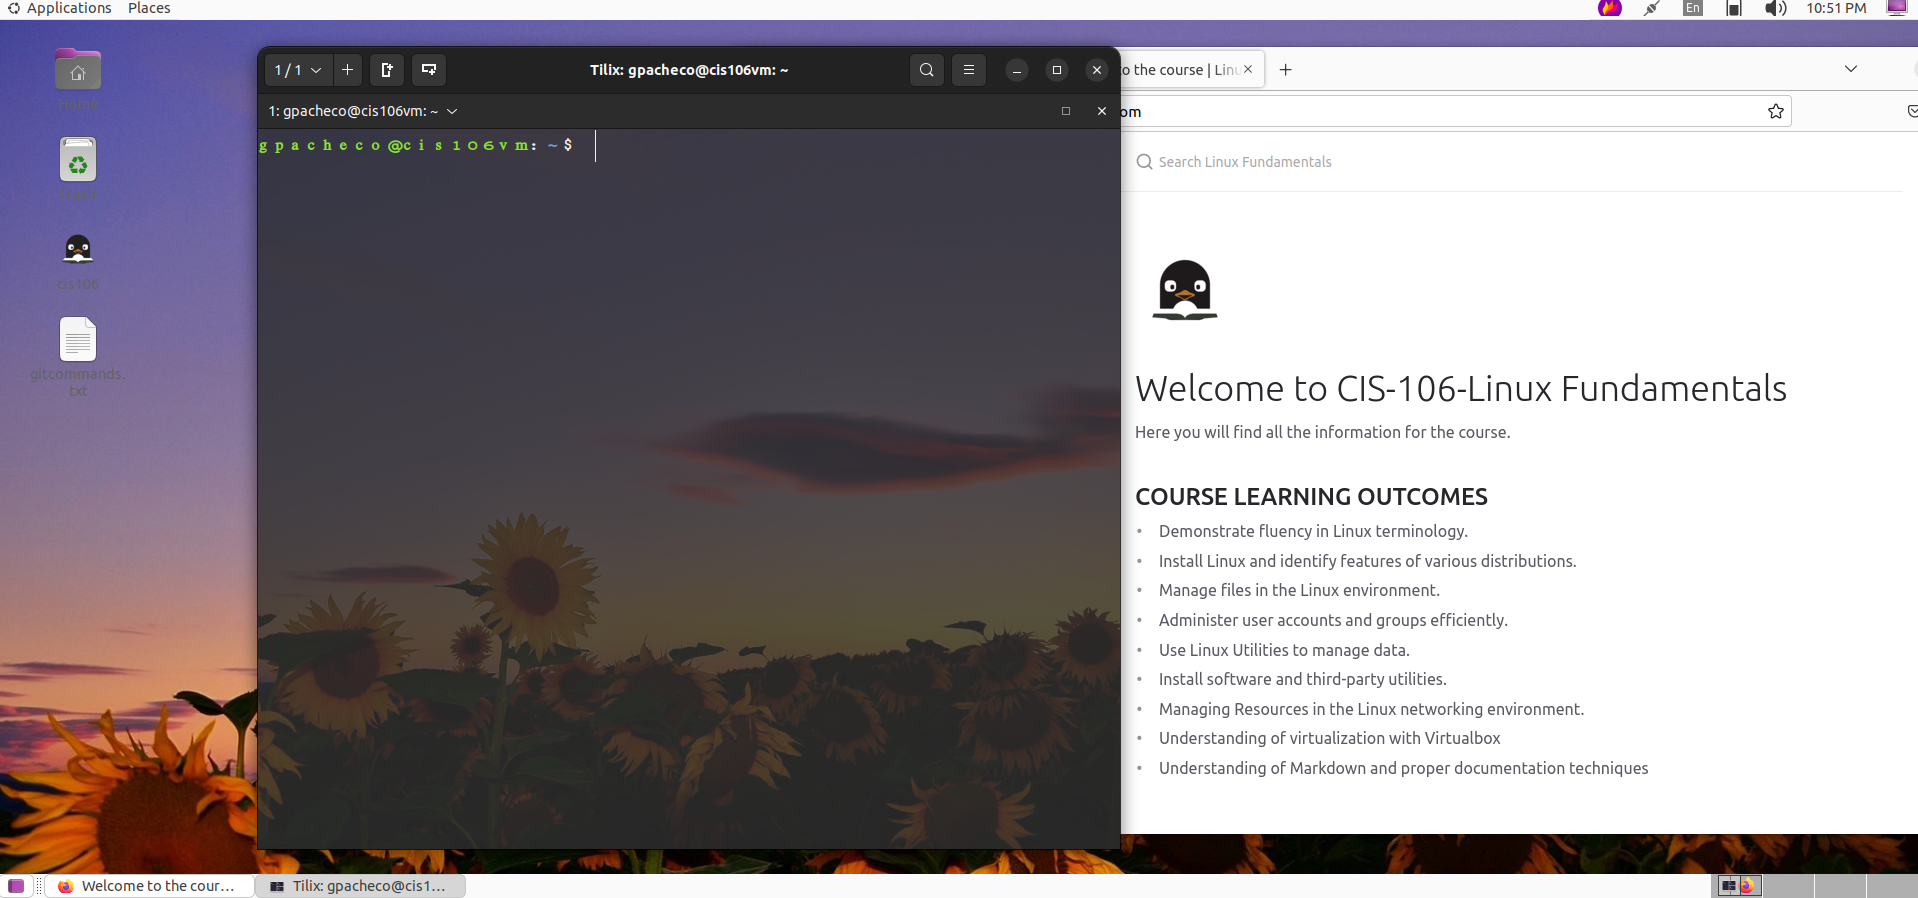 Applications Places
En 10:51 PM
Home
Trash
cis106
gitcommands.
txt
1 / 1
Tilix: gpacheco@cis106vm: ~
1: gpacheco@cis106vm: ~
gpacheco@cis106vm:~$
to the course | Linu
om
Search Linux Fundamentals
Welcome to CIS-106-Linux Fundamentals
Here you will find all the information for the course.
COURSE LEARNING OUTCOMES
• Demonstrate fluency in Linux terminology.
• Install Linux and identify features of various distributions.
• Manage files in the Linux environment.
• Administer user accounts and groups efficiently.
• Use Linux Utilities to manage data.
• Install software and third-party utilities.
• Managing Resources in the Linux networking environment.
• Understanding of virtualization with Virtualbox
• Understanding of Markdown and proper documentation techniques
Welcome to the cour...
Tilix: gpacheco@cis1...